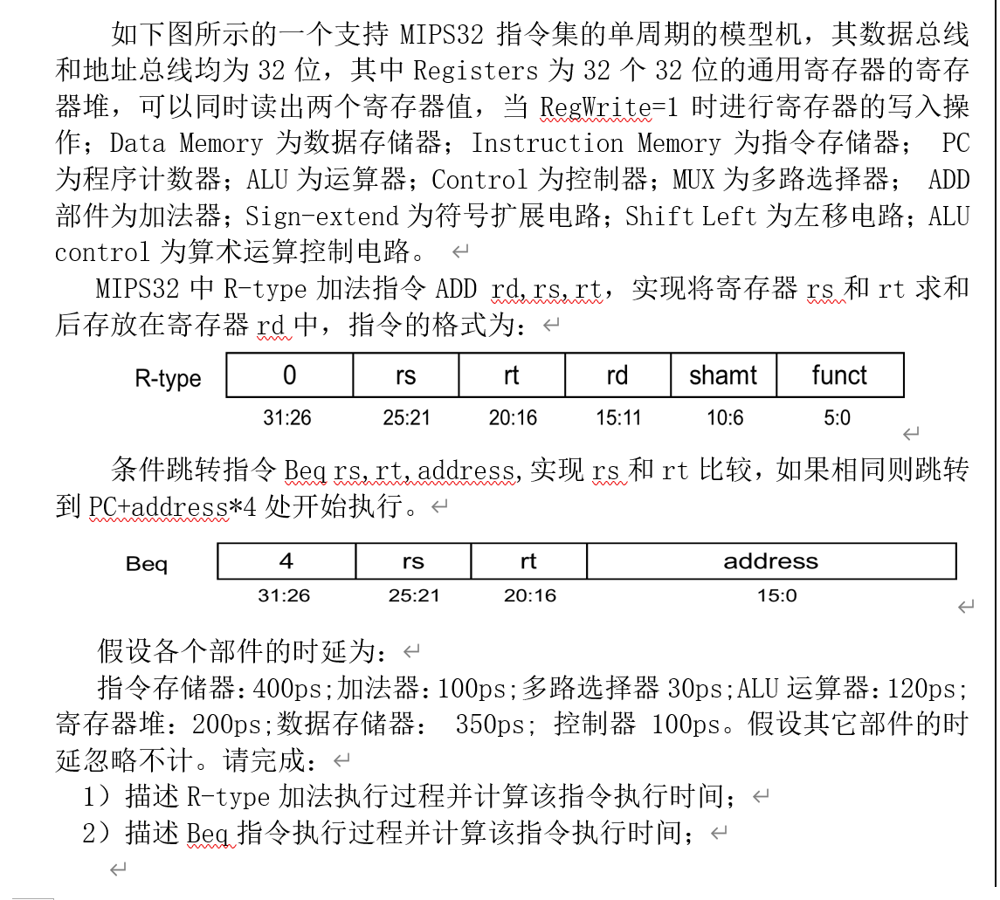 如下图所示的一个支持 MIPS32 指令集的单周期的模型机，其数据总线
和地址总线均为 32 位，其中 Registers 为 32 个 32 位的通用寄存器的寄存
器堆，可以同时读出两个寄存器值，当 RegWrite=1 时进行寄存器的写入操
作；Data Memory 为数据存储器；Instruction Memory 为指令存储器； PC
为程序计数器；ALU 为运算器；Control 为控制器；MUX 为多路选择器； ADD
部件为加法器；Sign-extend 为符号扩展电路；Shift Left 为左移电路；ALU
control 为算术运算控制电路。
MIPS32 中 R-type 加法指令 ADD rd,rs,rt，实现将寄存器 rs 和 rt 求和
后存放在寄存器 rd 中，指令的格式为：
R-type 0 rs rt rd shamt funct
31:26 25:21 20:16 15:11 10:6 5:0
条件跳转指令 Beq rs,rt,address,实现 rs 和 rt 比较，如果相同则跳转
到 PC+address*4 处开始执行。
Beq 4 rs rt address
31:26 25:21 20:16 15:0
假设各个部件的时延为：
指令存储器：400ps;加法器：100ps;多路选择器 30ps;ALU 运算器：120ps;
寄存器堆：200ps;数据存储器： 350ps; 控制器 100ps。假设其它部件的时
延忽略不计。请完成：
1）描述 R-type 加法执行过程并计算该指令执行时间；
2）描述 Beq 指令执行过程并计算该指令执行时间；